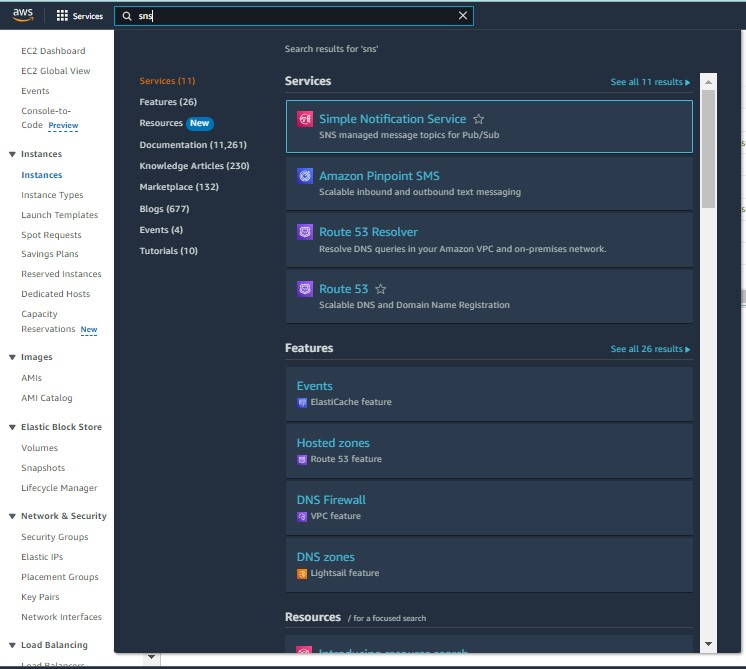 aws
Services
sns
EC2 Dashboard
EC2 Global View
Events
Console-to-
Code Preview
Instances
Instances
Instance Types
Launch Templates
Spot Requests
Savings Plans
Reserved Instances
Dedicated Hosts
Capacity
Reservations New
Images
AMIs
AMI Catalog
Elastic Block Store
Volumes
Snapshots
Lifecycle Manager
Network & Security
Security Groups
Elastic IPs
Placement Groups
Key Pairs
Network Interfaces
Load Balancing
Load Balancers
Search results for 'sns'
Services (11)
Features (26)
Resources New
Documentation (11,261)
Knowledge Articles (230)
Marketplace (132)
Blogs (677)
Events (4)
Tutorials (10)
Services
See all 11 results
Simple Notification Service
SNS managed message topics for Pub/Sub
Amazon Pinpoint SMS
Scalable inbound and outbound text messaging
Route 53 Resolver
Resolve DNS queries in your Amazon VPC and on-premises network.
Route 53
Scalable DNS and Domain Name Registration
Features
See all 26 results
Events
ElastiCache feature
Hosted zones
Route 53 feature
DNS Firewall
VPC feature
DNS zones
Lightsail feature
Resources / for a focused search
Introducing resource search